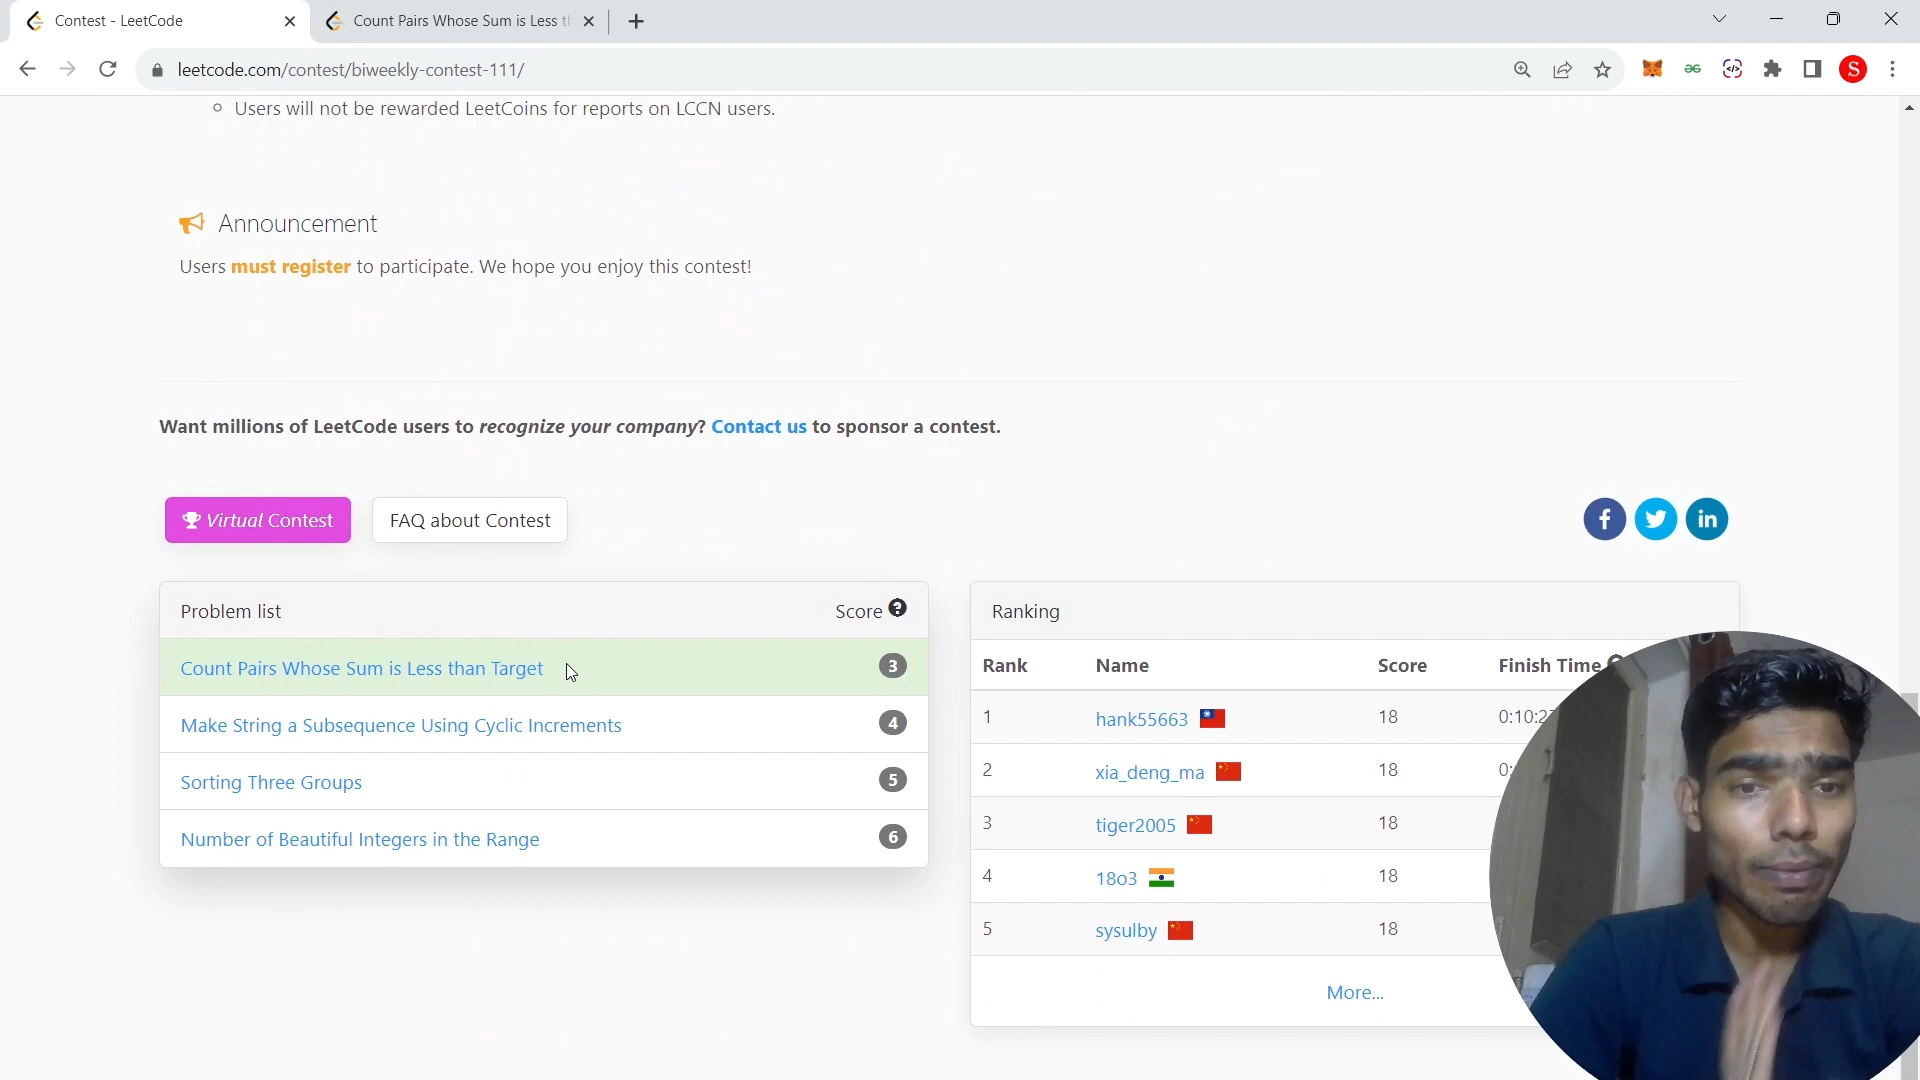 Contest - LeetCode
Count Pairs Whose Sum is Less th
leetcode.com/contest/biweekly-contest-111/
S
Users will not be rewarded LeetCoins for reports on LCCN users.
Announcement
Users must register to participate. We hope you enjoy this contest!
Want millions of LeetCode users to recognize your company? Contact us to sponsor a contest.
Virtual Contest
FAQ about Contest
Problem list Score
Count Pairs Whose Sum is Less than Target 3
Make String a Subsequence Using Cyclic Increments 4
Sorting Three Groups 5
Number of Beautiful Integers in the Range 6
Ranking
Rank Name Score Finish Time
1 hank55663 18 0:10:2
2 xia_deng_ma 18 0:
3 tiger2005 18
4 18o3 18
5 sysulby 18
More...